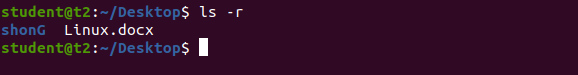 student@t2:~/Desktop$ ls -r
shonG  Linux.docx
student@t2:~/Desktop$